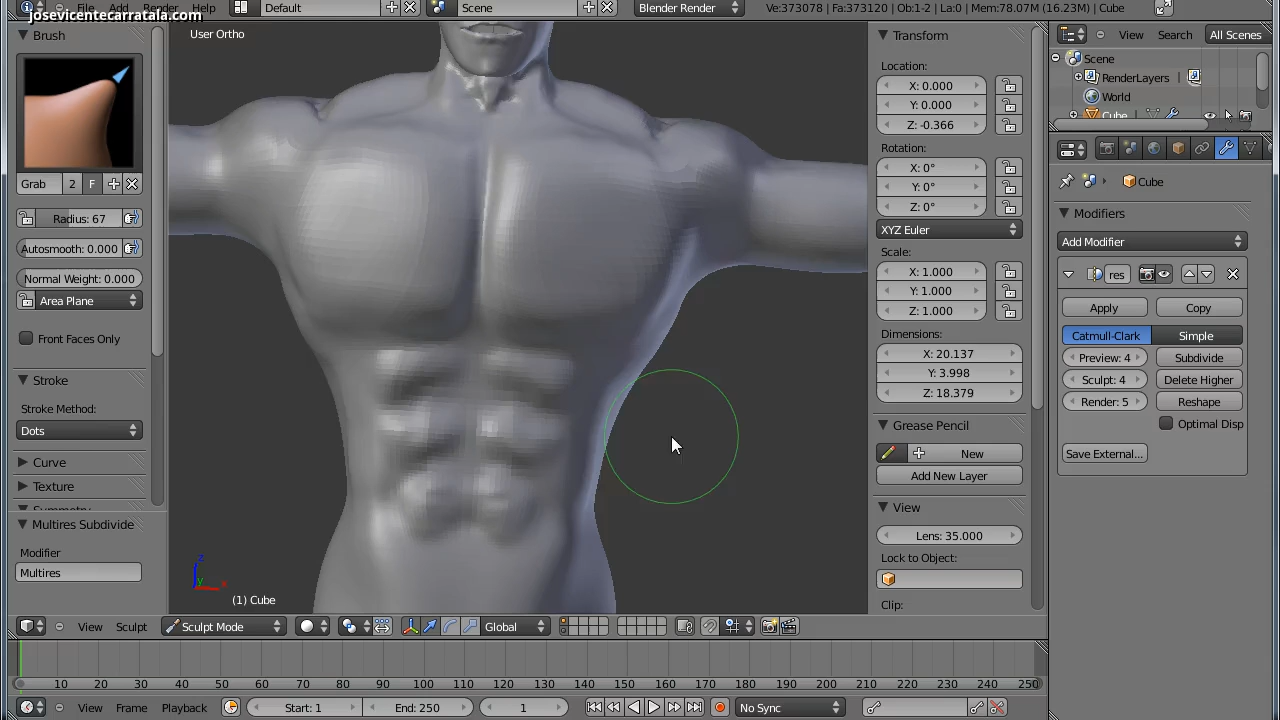 josevicentecarratala.com
File Add Render Help
Default
Scene
Blender Render
Ve:373078 | Fa:373120 | Ob:1-2 | La:0 | Mem:78.07M (16.23M) | Cube
Brush
Grab 2 F
Radius: 67
Autosmooth: 0.000
Normal Weight: 0.000
Area Plane
Front Faces Only
Stroke
Stroke Method:
Dots
Curve
Texture
Symmetry
Multires Subdivide
Modifier
Multires
User Ortho
z
y
x
(1) Cube
Transform
Location:
X: 0.000
Y: 0.000
Z: -0.366
Rotation:
X: 0°
Y: 0°
Z: 0°
XYZ Euler
Scale:
X: 1.000
Y: 1.000
Z: 1.000
Dimensions:
X: 20.137
Y: 3.998
Z: 18.379
Grease Pencil
New
Add New Layer
View
Lens: 35.000
Lock to Object:
Clip:
View Search All Scenes
Scene
RenderLayers
World
Cube
Cube
Modifiers
Add Modifier
res
Apply Copy
Catmull-Clark Simple
Preview: 4 Subdivide
Sculpt: 4 Delete Higher
Render: 5 Reshape
Optimal Disp
Save External...
View Sculpt Sculpt Mode Global
10 20 30 40 50 60 70 80 90 100 110 120 130 140 150 160 170 180 190 200 210 220 230 240 250
View Frame Playback Start: 1 End: 250 1 No Sync